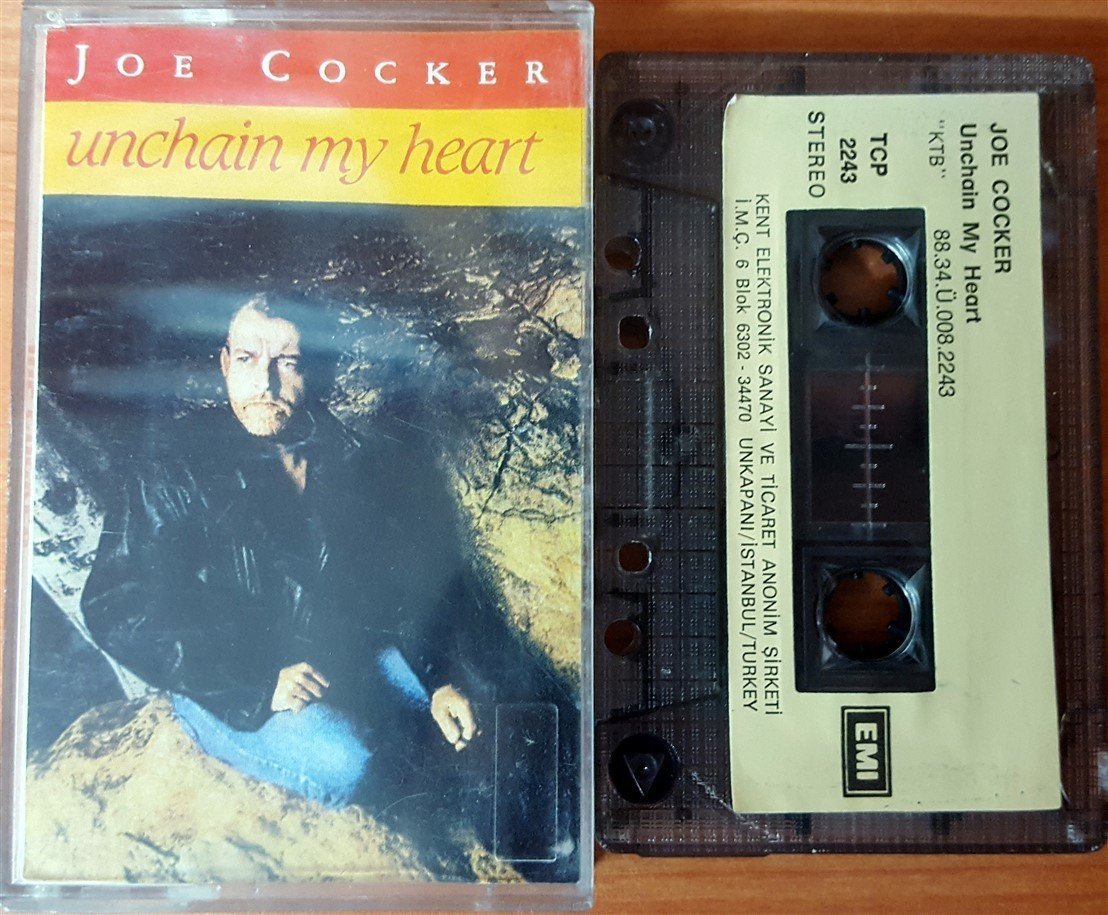 JOE COCKER
unchain my heart
JOE COCKER
Unchain My Heart
"KTB"
88.34.Ü.008.2243
TCP
2243
STEREO
KENT ELEKTRONİK SANAYİ VE TİCARET ANONİM ŞİRKETİ
İ.M.Ç. 6 Blok 6302 - 34470 UNKAPANI/İSTANBUL/TURKEY
EMI